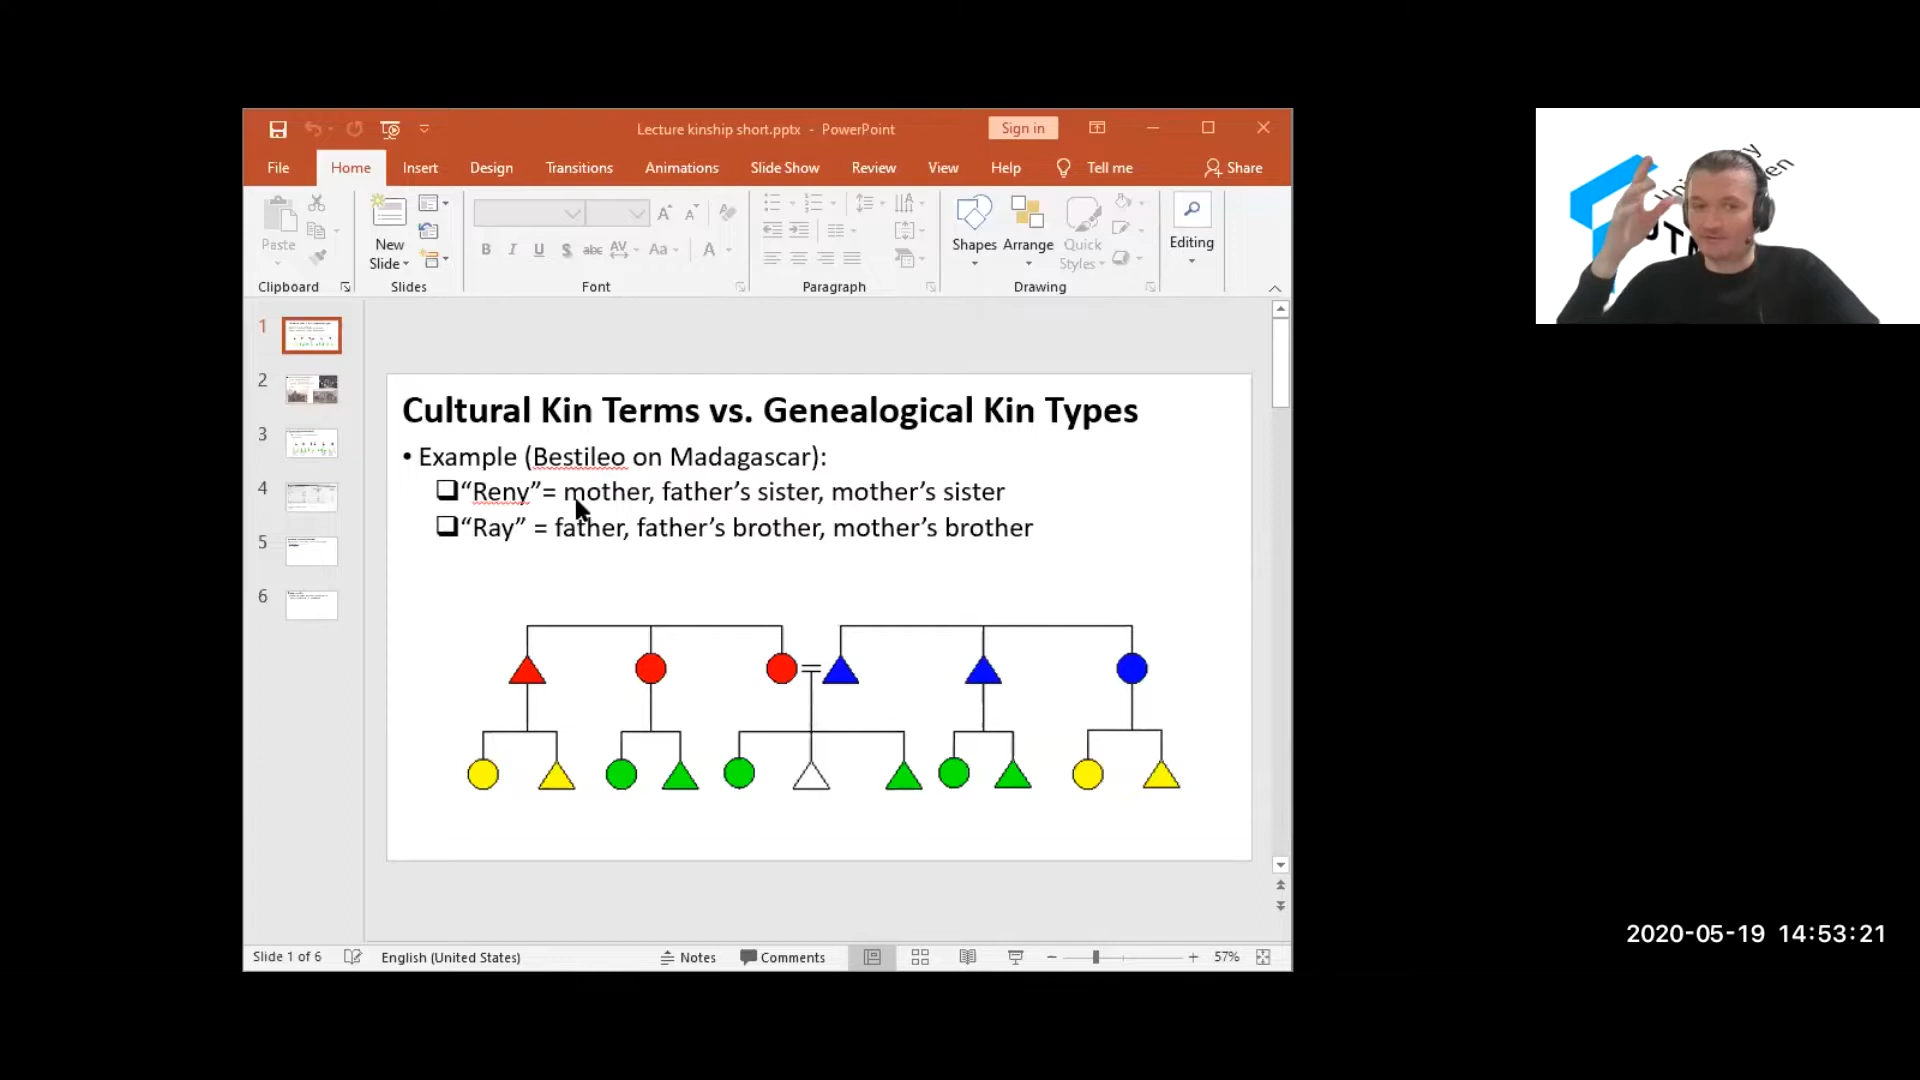 Lecture kinship short.pptx - PowerPoint
Sign in
File Home Insert Design Transitions Animations Slide Show Review View Help Tell me Share
Paste
New Slide
B I U S abc AV Aa A
Shapes Arrange Quick Styles
Editing
Clipboard Slides Font Paragraph Drawing
1
2
3
4
5
6
Cultural Kin Terms vs. Genealogical Kin Types
• Example (Bestileo on Madagascar):
❑“Reny”= mother, father’s sister, mother’s sister
❑“Ray” = father, father’s brother, mother’s brother
Slide 1 of 6 English (United States) Notes Comments 57%
2020-05-19 14:53:21